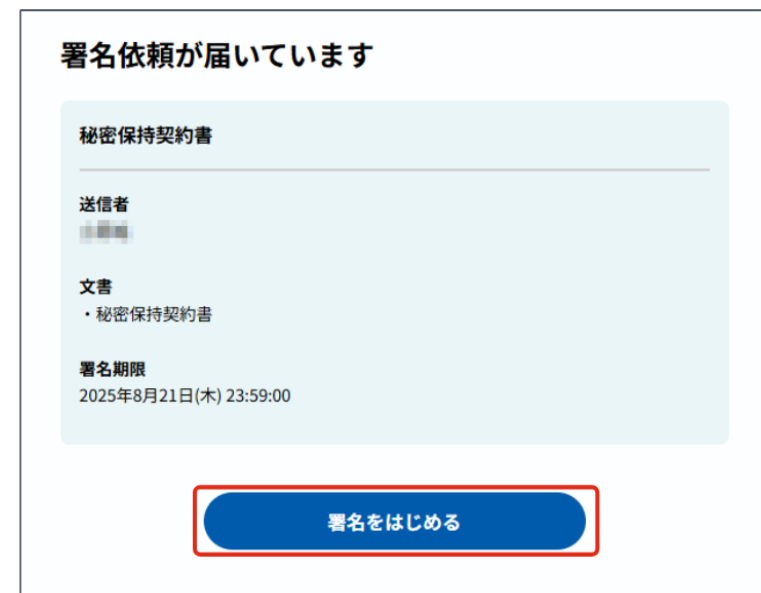 署名依頼が届いています
秘密保持契約書
送信者
文書
・秘密保持契約書
署名期限
2025年8月21日(木) 23:59:00
署名をはじめる